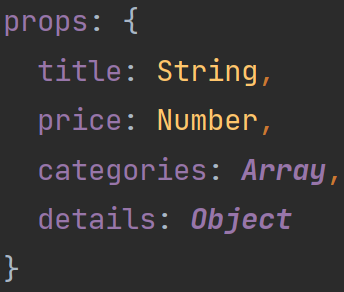 props: {
  title: String,
  price: Number,
  categories: Array,
  details: Object
}